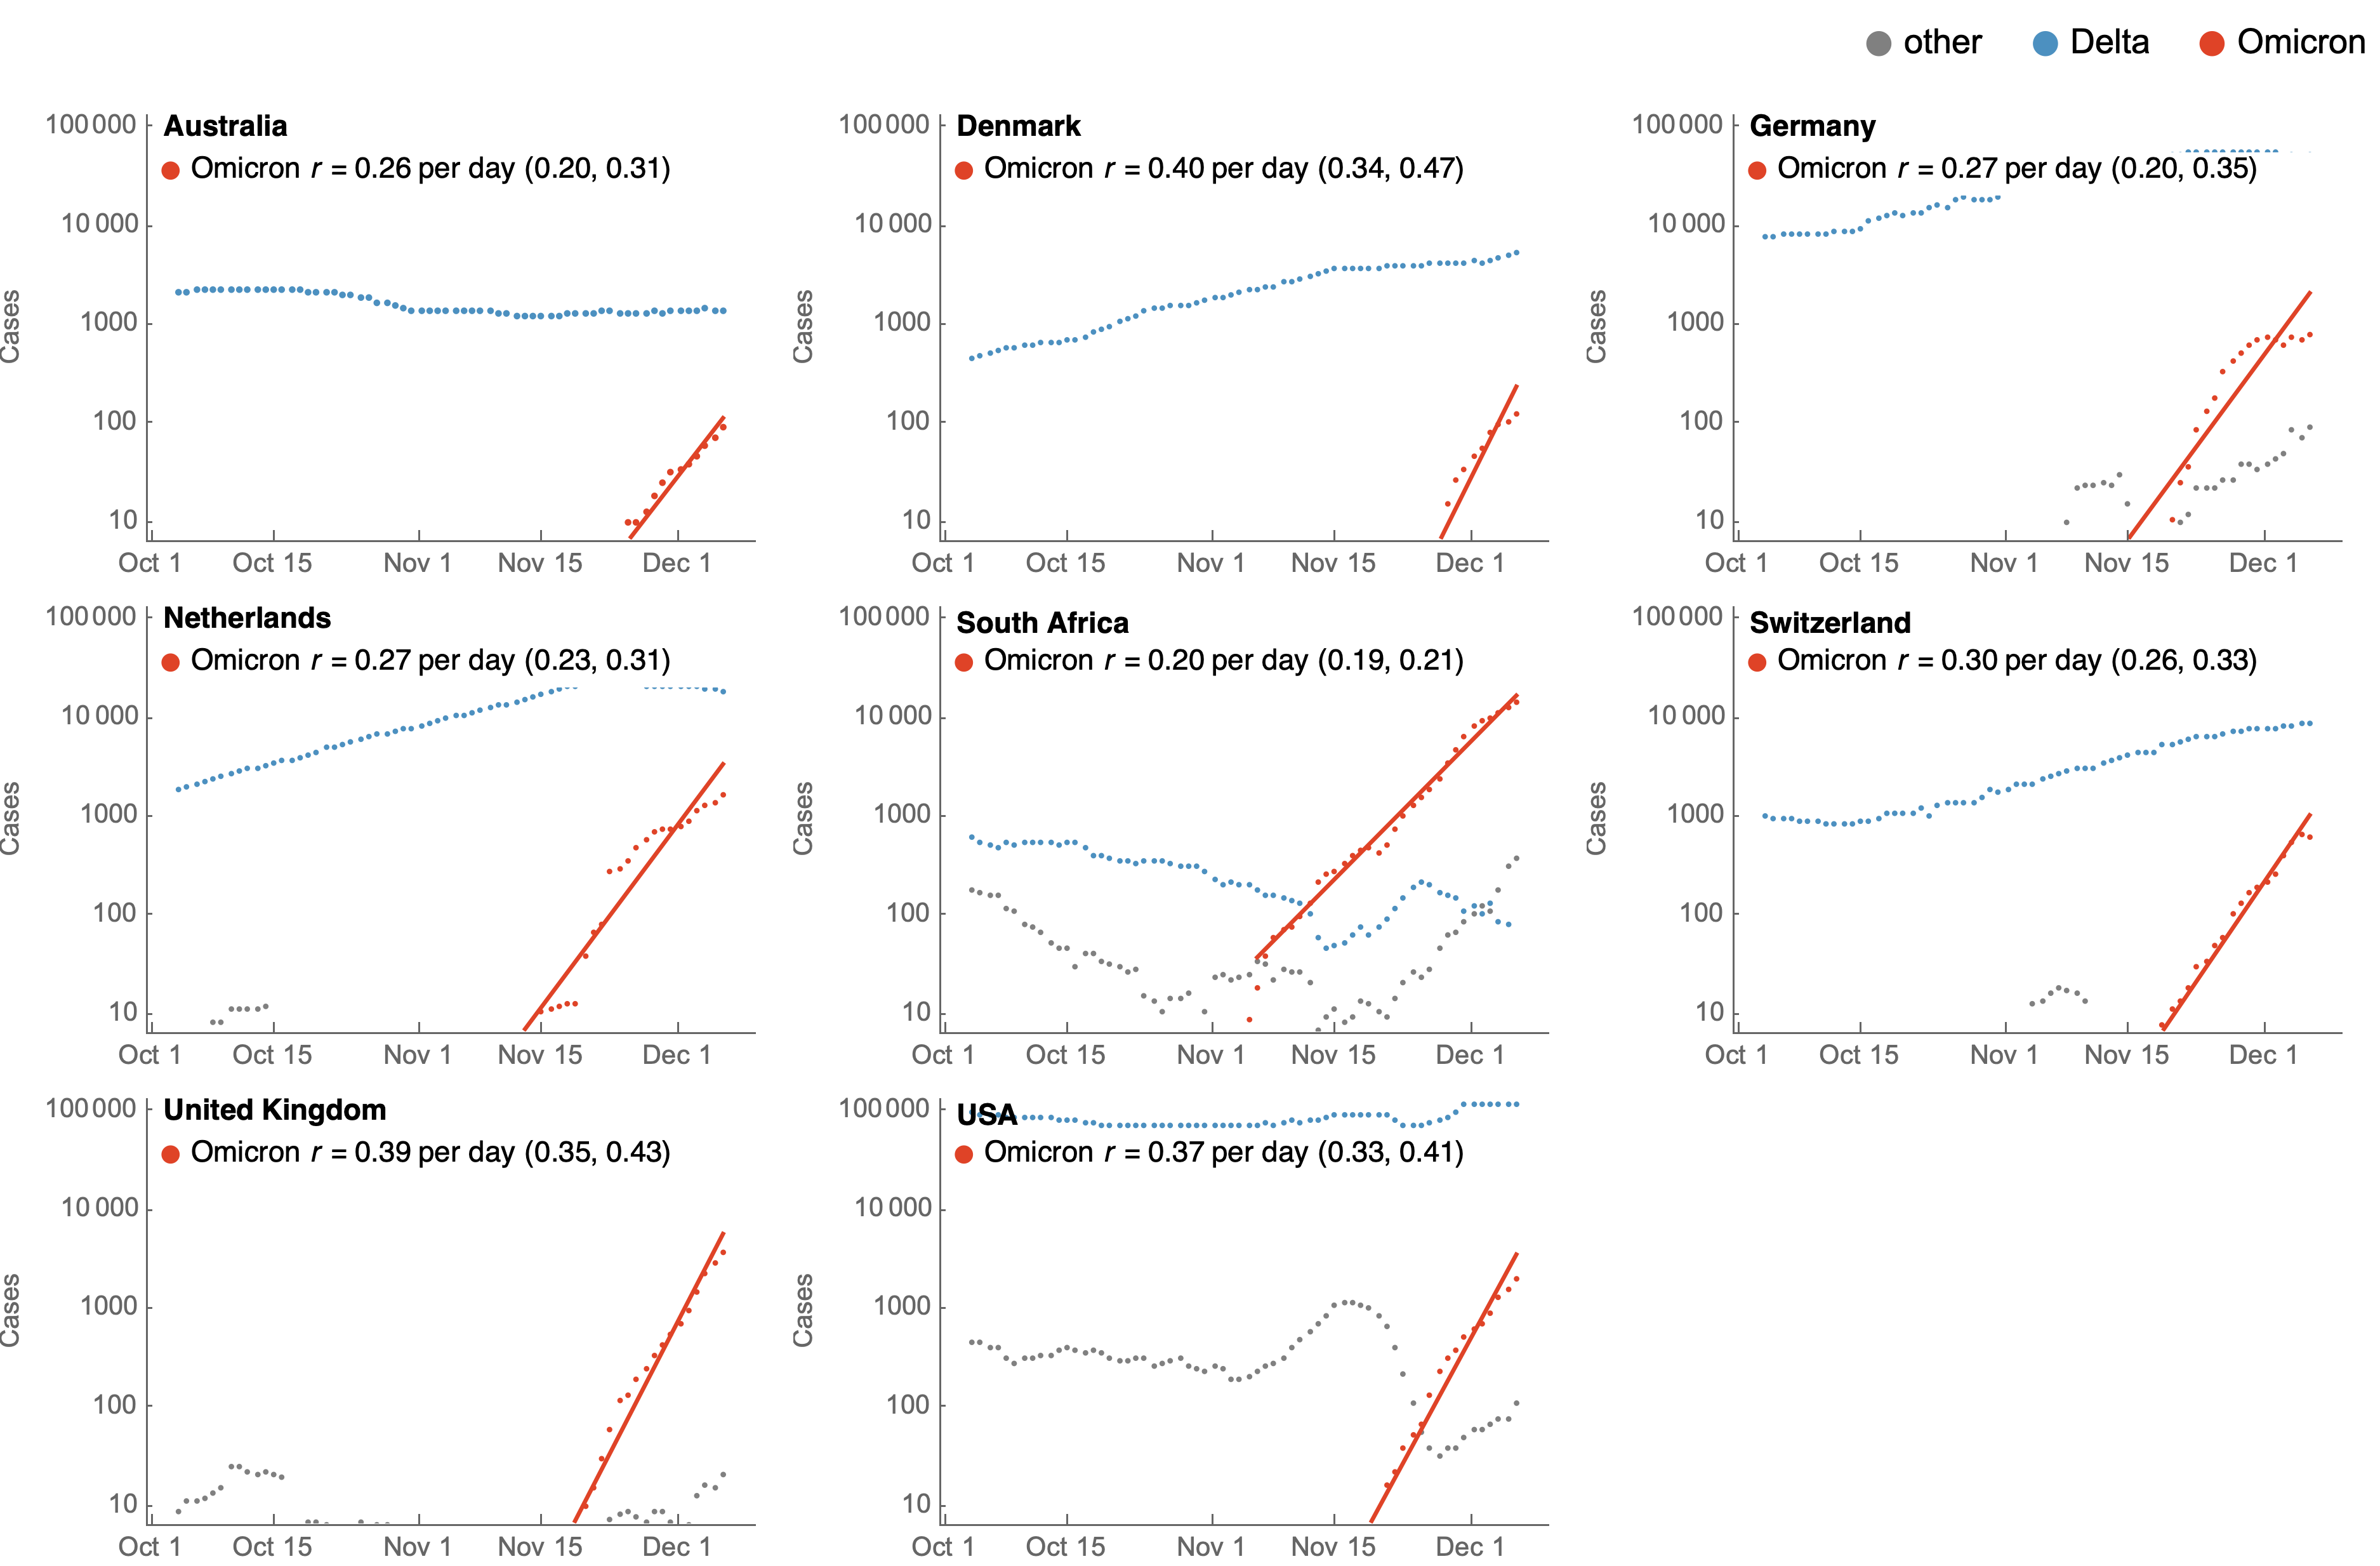 other Delta Omicron
Australia
Omicron r = 0.26 per day (0.20, 0.31)
100 000
10 000
1000
100
10
Cases
Oct 1 Oct 15 Nov 1 Nov 15 Dec 1
Denmark
Omicron r = 0.40 per day (0.34, 0.47)
100 000
10 000
1000
100
10
Cases
Oct 1 Oct 15 Nov 1 Nov 15 Dec 1
Germany
Omicron r = 0.27 per day (0.20, 0.35)
100 000
10 000
1000
100
10
Cases
Oct 1 Oct 15 Nov 1 Nov 15 Dec 1
Netherlands
Omicron r = 0.27 per day (0.23, 0.31)
100 000
10 000
1000
100
10
Cases
Oct 1 Oct 15 Nov 1 Nov 15 Dec 1
South Africa
Omicron r = 0.20 per day (0.19, 0.21)
100 000
10 000
1000
100
10
Cases
Oct 1 Oct 15 Nov 1 Nov 15 Dec 1
Switzerland
Omicron r = 0.30 per day (0.26, 0.33)
100 000
10 000
1000
100
10
Cases
Oct 1 Oct 15 Nov 1 Nov 15 Dec 1
United Kingdom
Omicron r = 0.39 per day (0.35, 0.43)
100 000
10 000
1000
100
10
Cases
Oct 1 Oct 15 Nov 1 Nov 15 Dec 1
USA
Omicron r = 0.37 per day (0.33, 0.41)
100 000
10 000
1000
100
10
Cases
Oct 1 Oct 15 Nov 1 Nov 15 Dec 1